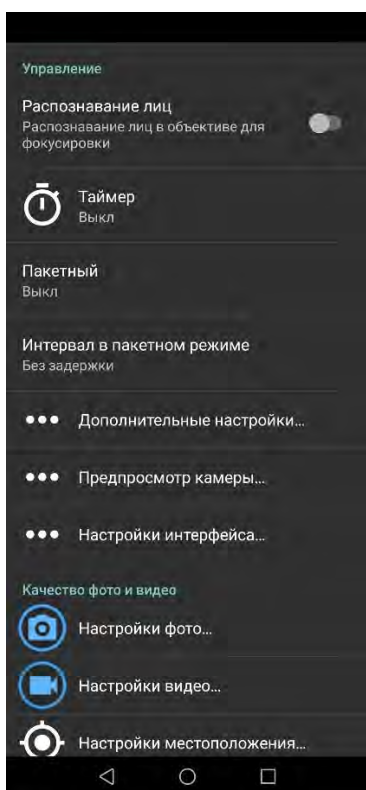 Управление
Распознавание лиц
Распознавание лиц в объективе для
фокусировки
Таймер
Выкл
Пакетный
Выкл
Интервал в пакетном режиме
Без задержки
Дополнительные настройки...
Предпросмотр камеры...
Настройки интерфейса...
Качество фото и видео
Настройки фото...
Настройки видео...
Настройки местоположения...